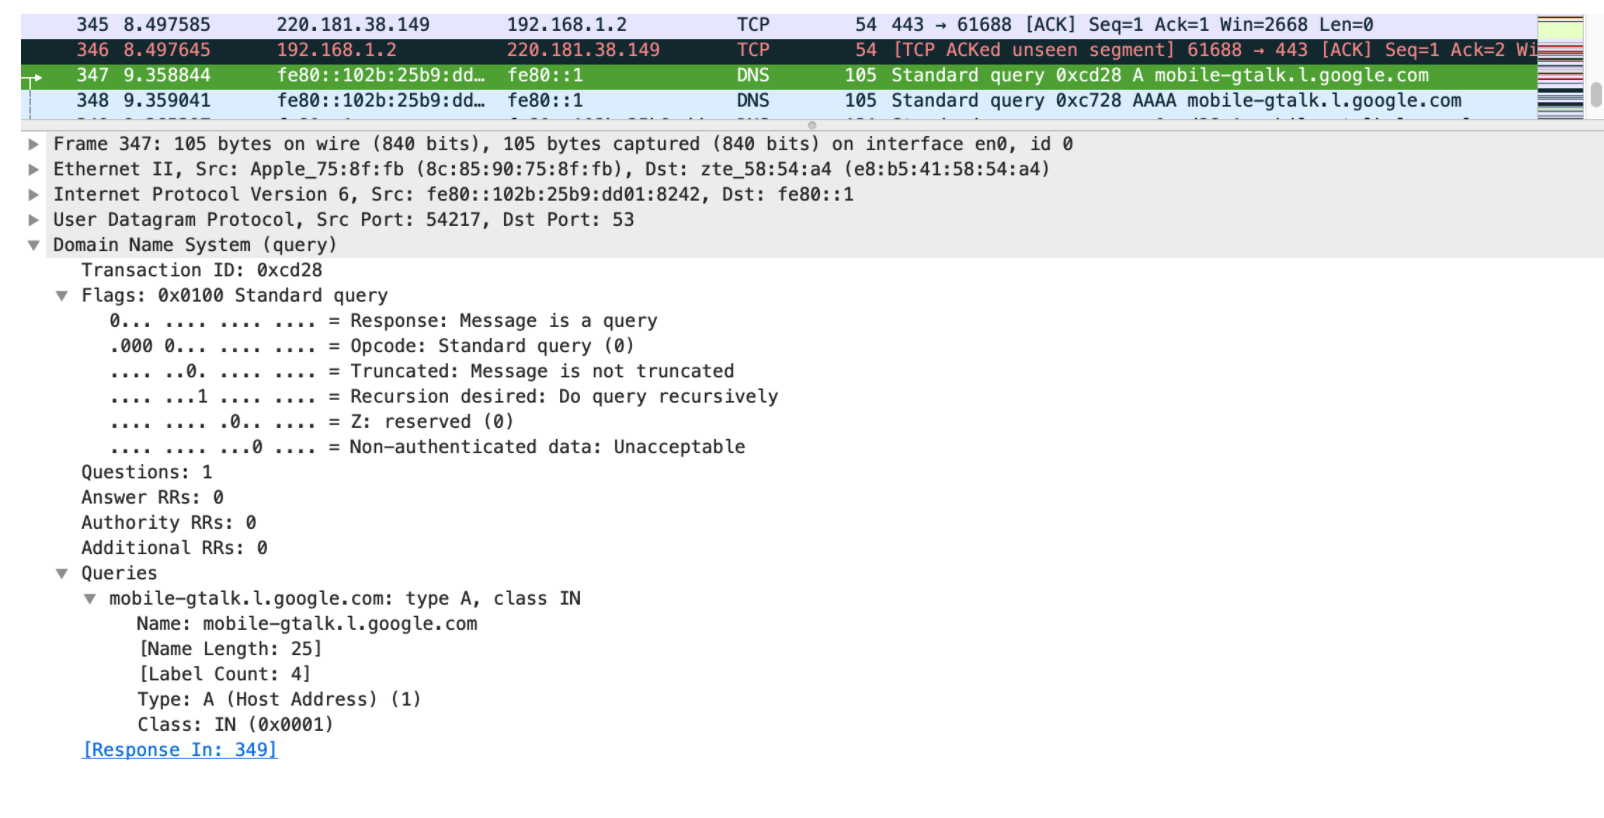 345 8.497585 220.181.38.149 192.168.1.2 TCP 54 443 → 61688 [ACK] Seq=1 Ack=1 Win=2668 Len=0
346 8.497645 192.168.1.2 220.181.38.149 TCP 54 [TCP ACKed unseen segment] 61688 → 443 [ACK] Seq=1 Ack=2 Wi
347 9.358844 fe80::102b:25b9:dd… fe80::1 DNS 105 Standard query 0xcd28 A mobile-gtalk.l.google.com
348 9.359041 fe80::102b:25b9:dd… fe80::1 DNS 105 Standard query 0xc728 AAAA mobile-gtalk.l.google.com
Frame 347: 105 bytes on wire (840 bits), 105 bytes captured (840 bits) on interface en0, id 0
Ethernet II, Src: Apple_75:8f:fb (8c:85:90:75:8f:fb), Dst: zte_58:54:a4 (e8:b5:41:58:54:a4)
Internet Protocol Version 6, Src: fe80::102b:25b9:dd01:8242, Dst: fe80::1
User Datagram Protocol, Src Port: 54217, Dst Port: 53
Domain Name System (query)
Transaction ID: 0xcd28
Flags: 0x0100 Standard query
0... .... .... .... = Response: Message is a query
.000 0... .... .... = Opcode: Standard query (0)
.... ..0. .... .... = Truncated: Message is not truncated
.... ...1 .... .... = Recursion desired: Do query recursively
.... .... .0.. .... = Z: reserved (0)
.... .... ...0 .... = Non-authenticated data: Unacceptable
Questions: 1
Answer RRs: 0
Authority RRs: 0
Additional RRs: 0
Queries
mobile-gtalk.l.google.com: type A, class IN
Name: mobile-gtalk.l.google.com
[Name Length: 25]
[Label Count: 4]
Type: A (Host Address) (1)
Class: IN (0x0001)
[Response In: 349]